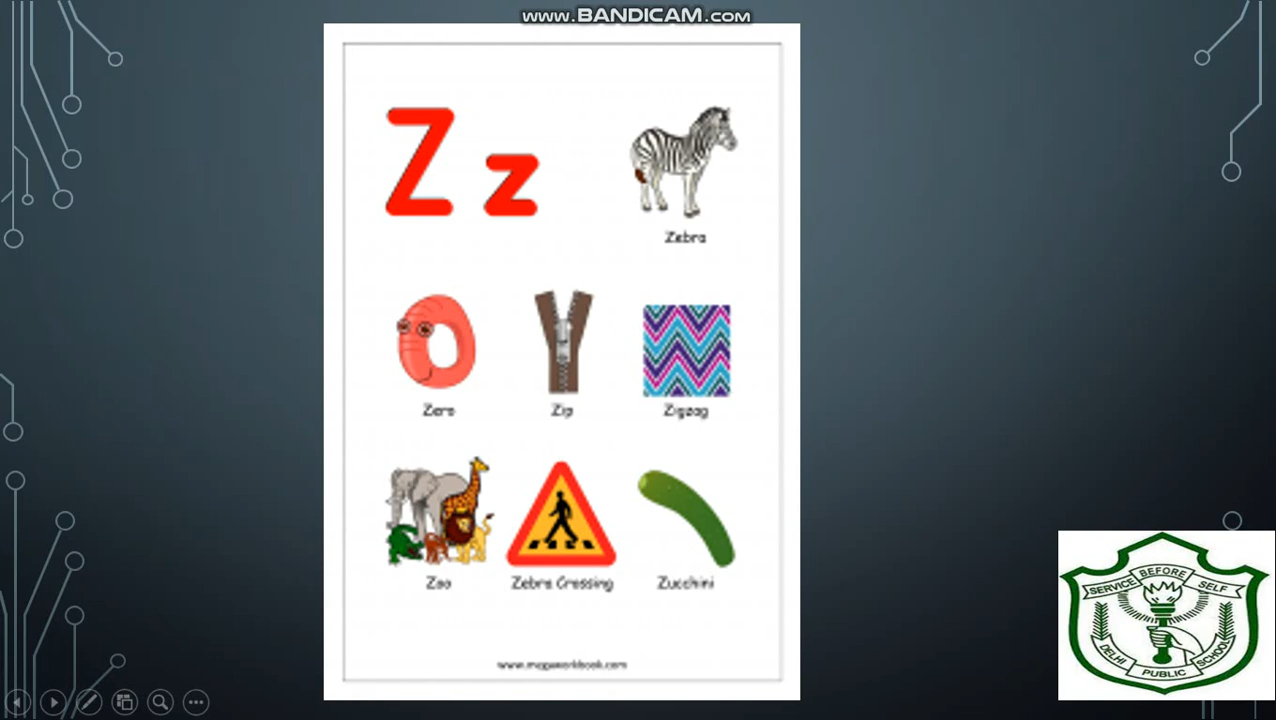 www.BANDICAM.com
Z z
Zebra
Zero
Zip
Zigzag
Zoo
Zebra Crossing
Zucchini
www.megaworkbook.com
SERVICE BEFORE SELF
DELHI PUBLIC SCHOOL